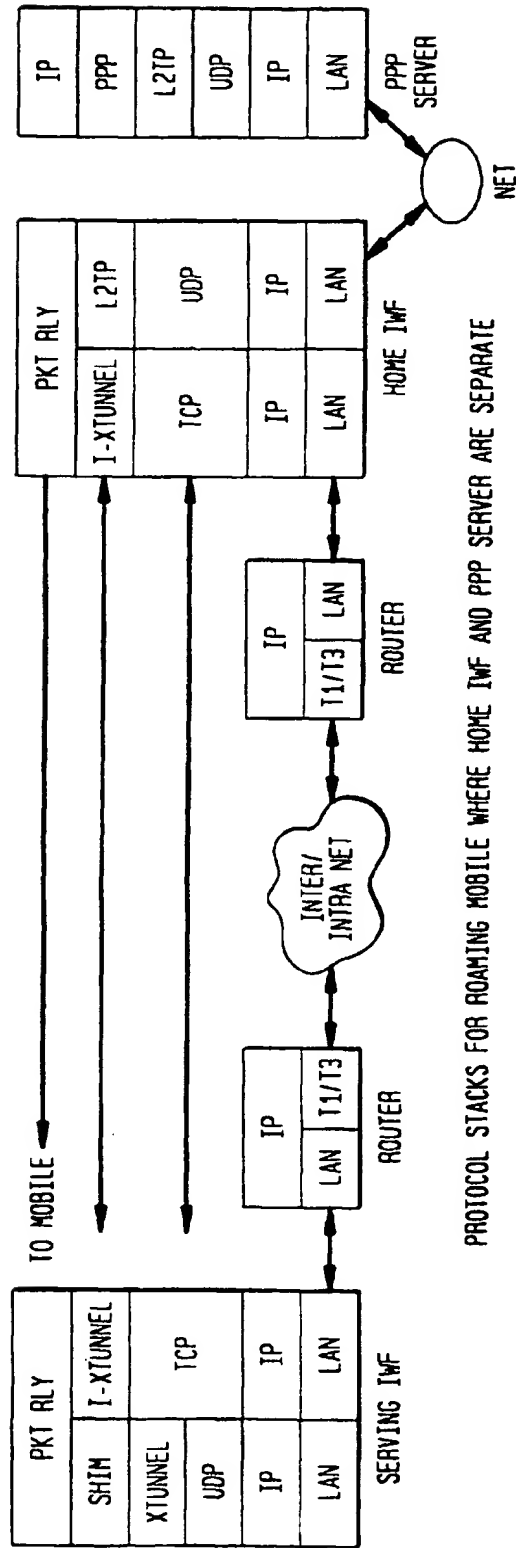 PKT RLY
SHIM I-XTUNNEL
XTUNNEL TCP
UDP
IP IP
LAN LAN
SERVING IWF
TO MOBILE
IP
LAN T1/T3
ROUTER
INTER/
INTRA NET
IP
T1/T3 LAN
ROUTER
PKT RLY
I-XTUNNEL L2TP
TCP UDP
IP IP
LAN LAN
HOME IWF
NET
IP
PPP
L2TP
UDP
IP
LAN
PPP
SERVER
PROTOCOL STACKS FOR ROAMING MOBILE WHERE HOME IWF AND PPP SERVER ARE SEPARATE